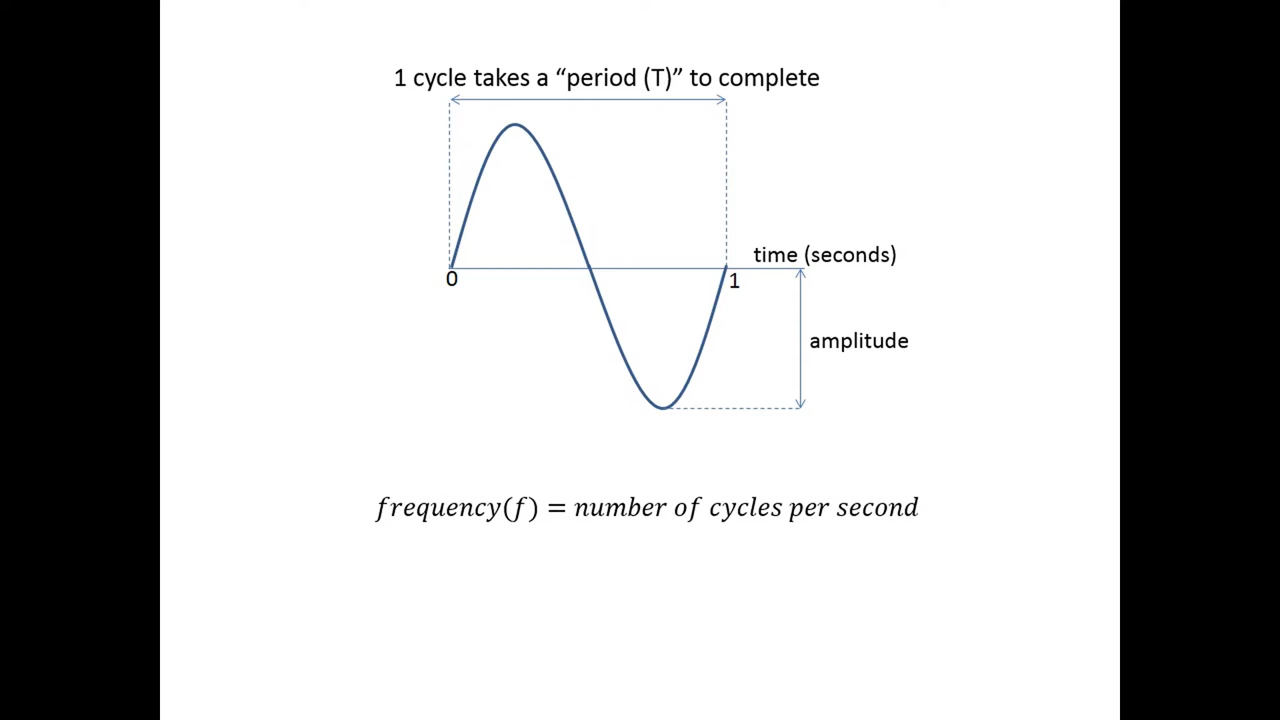 1 cycle takes a “period (T)” to complete
time (seconds)
0
1
amplitude
frequency(f) = number of cycles per second